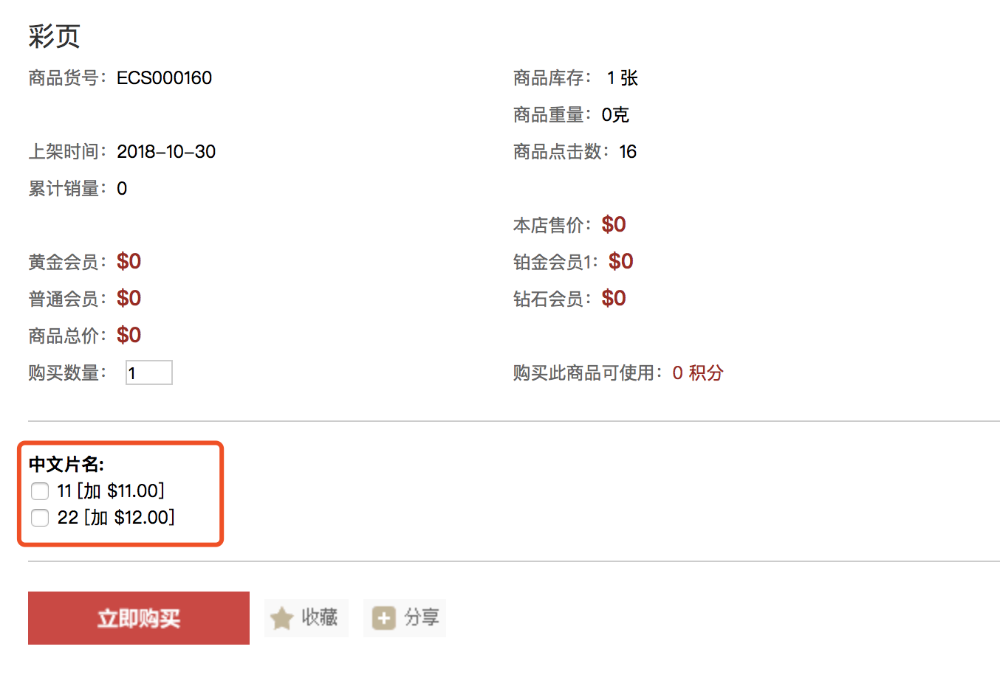 彩页
商品货号：ECS000160
商品库存： 1 张
商品重量：0克
上架时间：2018-10-30
商品点击数：16
累计销量：0
本店售价：$0
黄金会员：$0
铂金会员1：$0
普通会员：$0
钻石会员：$0
商品总价：$0
购买数量： 1
购买此商品可使用：0 积分
中文片名:
11 [加 $11.00]
22 [加 $12.00]
立即购买
收藏
分享